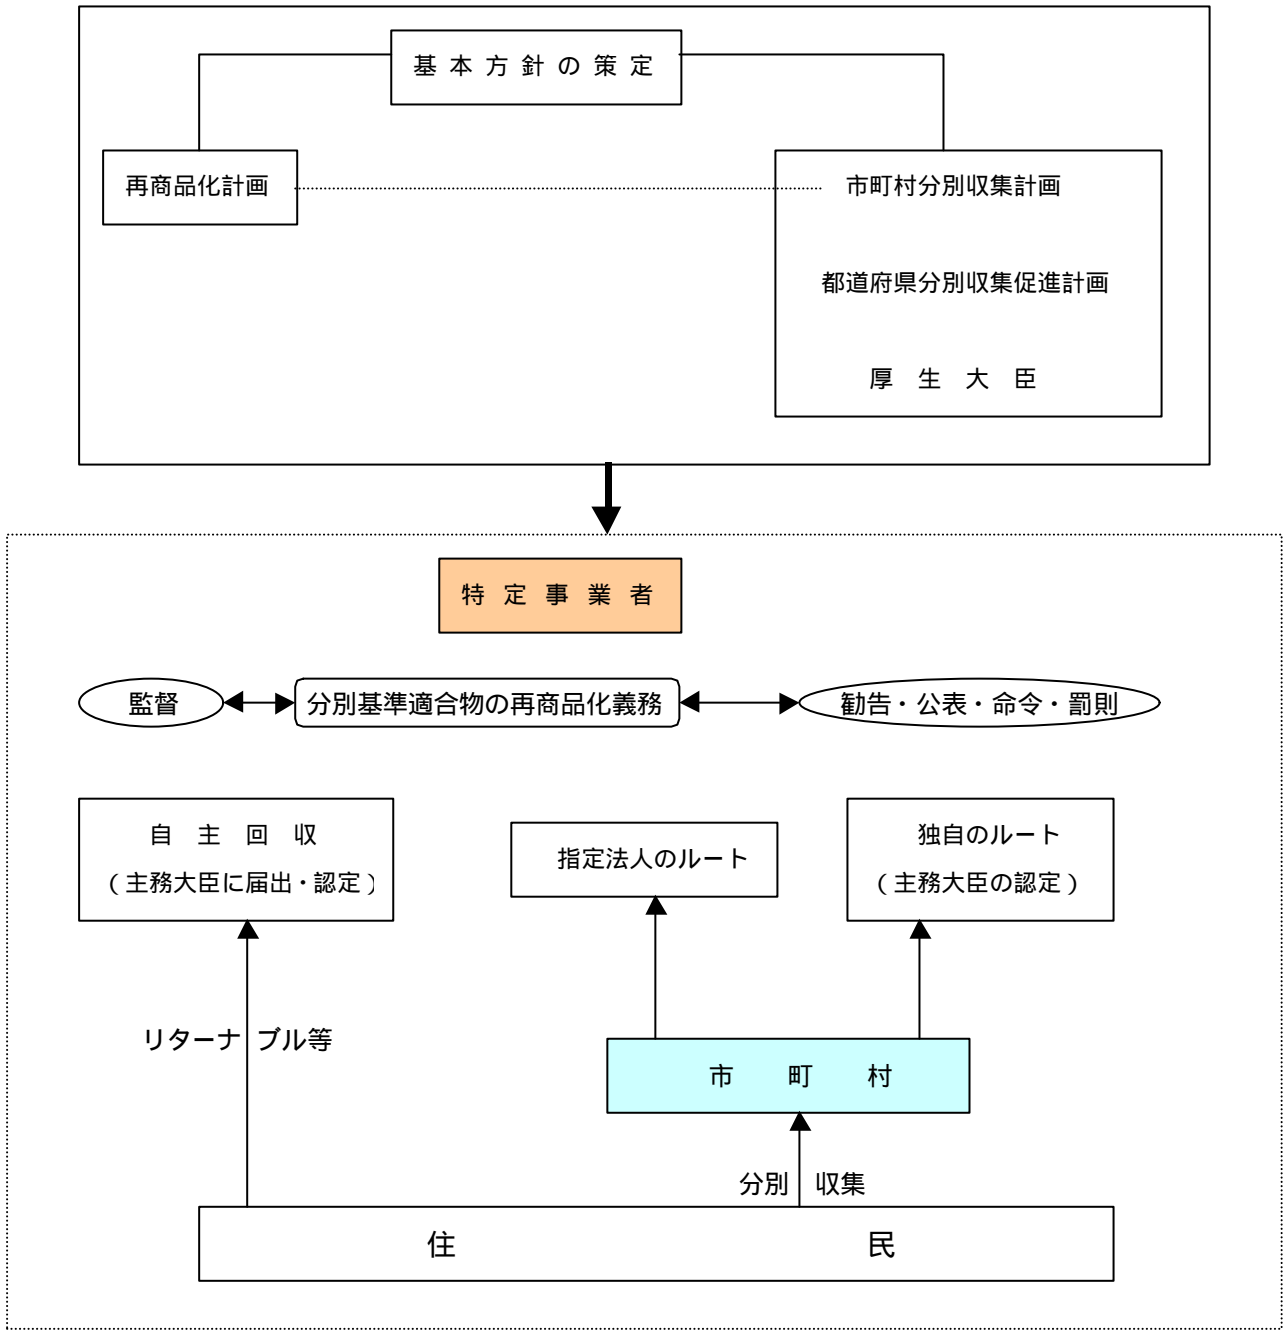 基本方針の策定
再商品化計画
市町村分別収集計画
都道府県分別収集促進計画
厚生大臣
特定事業者
監督
分別基準適合物の再商品化義務
勧告・公表・命令・罰則
自主回収
（主務大臣に届出・認定）
指定法人のルート
独自のルート
（主務大臣の認定）
リターナブル等
市町村
分別収集
住民